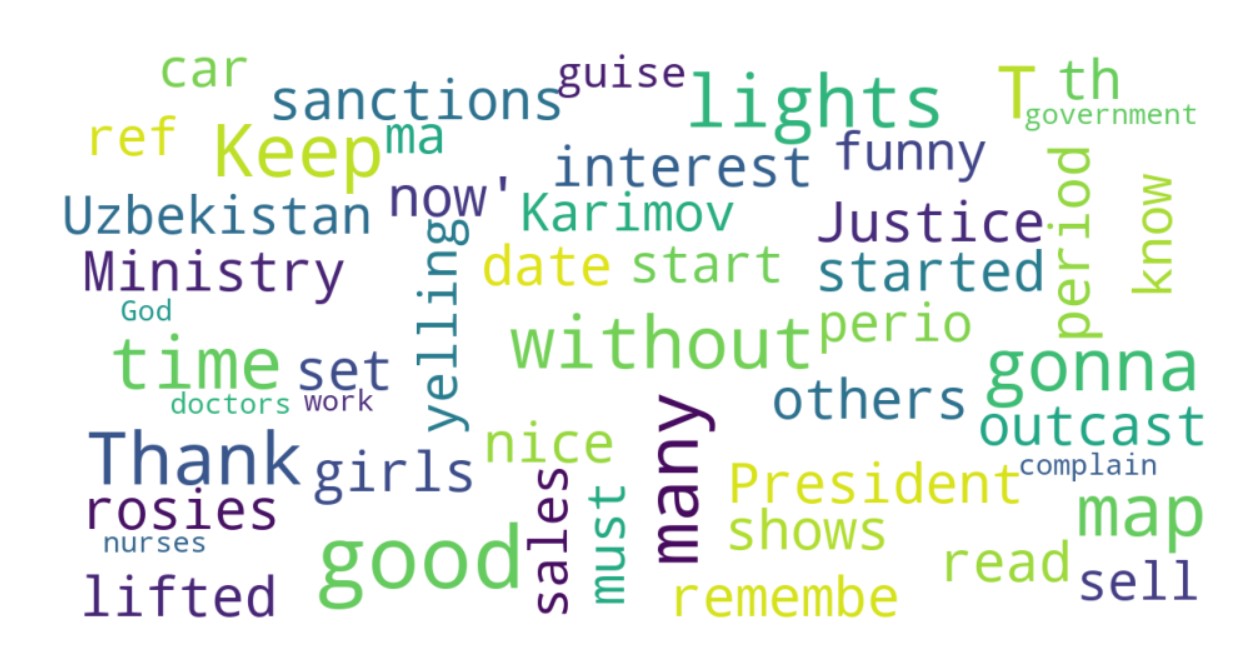 car
sanctions
guise
lights
T
th
government
ref
Keep
ma
interest
funny
Uzbekistan
now'
Karimov
Justice
period
know
Ministry
yelling
date
start
started
God
time
set
without
perio
gonna
doctors
work
others
outcast
Thank
girls
nice
many
President
complain
rosies
sales
must
shows
map
nurses
good
read
sell
lifted
remembe